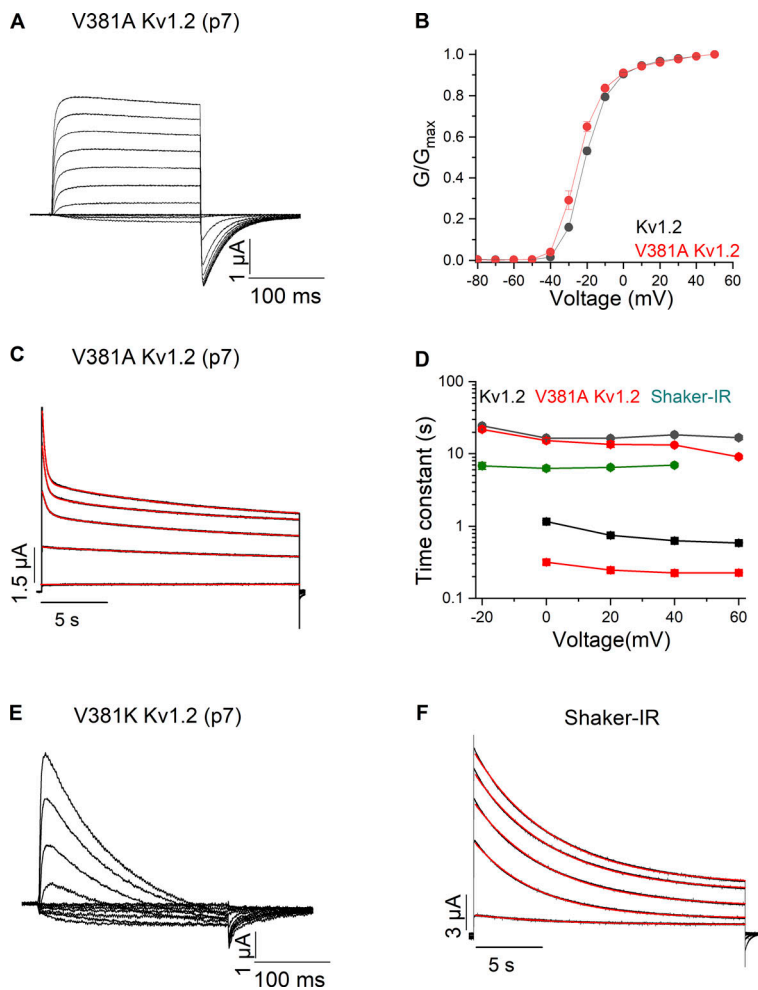 A
V381A Kv1.2 (p7)
1 µA
100 ms
B
1.0
0.8
0.6
0.4
0.2
0.0
G/Gmax
Kv1.2
V381A Kv1.2
-80 -60 -40 -20 0 20 40 60
Voltage (mV)
C
V381A Kv1.2 (p7)
1.5 µA
5 s
D
100
10
1
0.1
Time constant (s)
Kv1.2 V381A Kv1.2 Shaker-IR
-20 0 20 40 60
Voltage(mV)
E
V381K Kv1.2 (p7)
1 µA
100 ms
F
Shaker-IR
3 µA
5 s